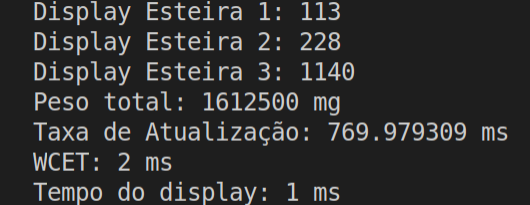 Display Esteira 1: 113
Display Esteira 2: 228
Display Esteira 3: 1140
Peso total: 1612500 mg
Taxa de Atualização: 769.979309 ms
WCET: 2 ms
Tempo do display: 1 ms